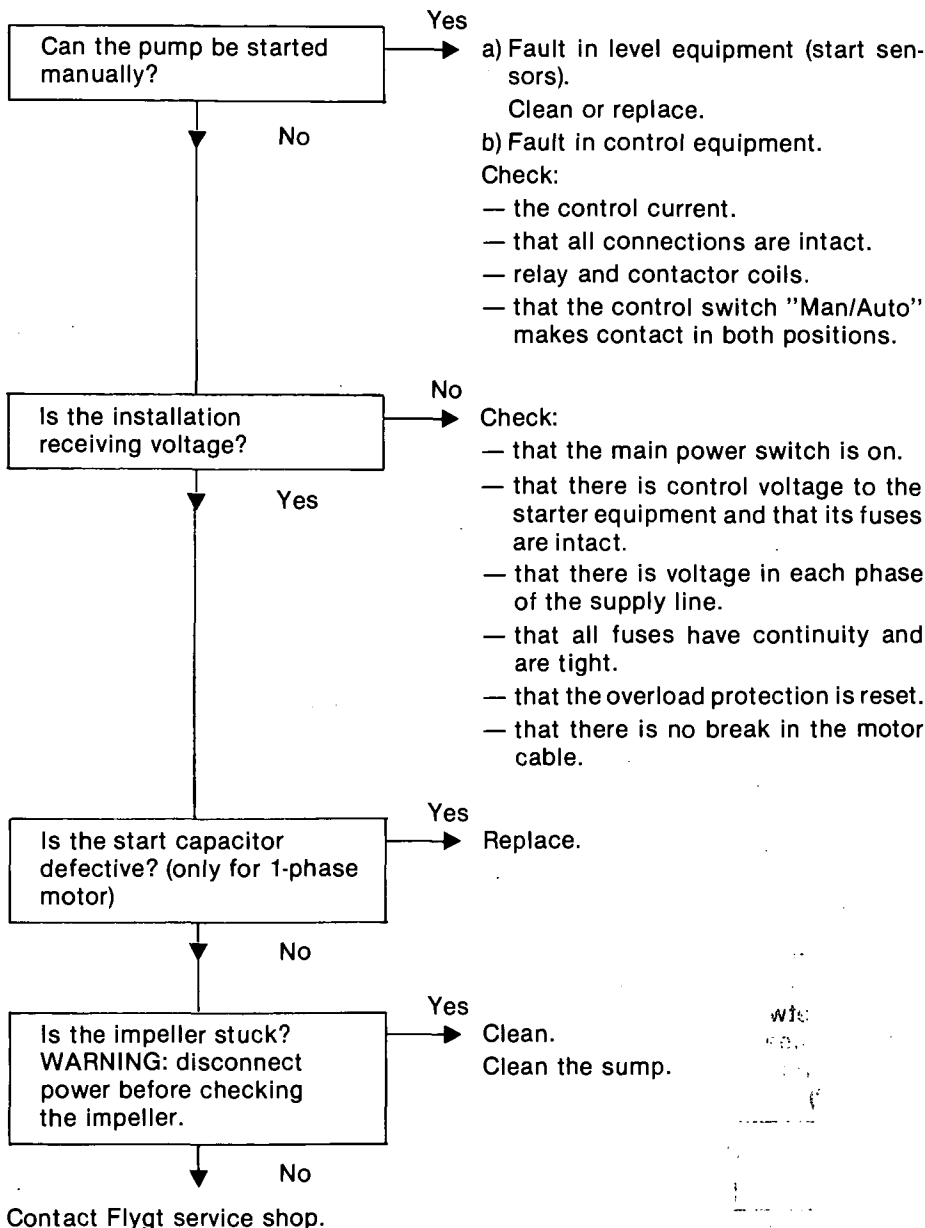 Can the pump be started
manually?
Yes
a) Fault in level equipment (start sen-
sors).
Clean or replace.
b) Fault in control equipment.
Check:
— the control current.
— that all connections are intact.
— relay and contactor coils.
— that the control switch "Man/Auto"
makes contact in both positions.
No
Is the installation
receiving voltage?
No
Check:
— that the main power switch is on.
— that there is control voltage to the
starter equipment and that its fuses
are intact.
— that there is voltage in each phase
of the supply line.
— that all fuses have continuity and
are tight.
— that the overload protection is reset.
— that there is no break in the motor
cable.
Yes
Is the start capacitor
defective? (only for 1-phase
motor)
Yes
Replace.
No
Is the impeller stuck?
WARNING: disconnect
power before checking
the impeller.
Yes
Clean.
Clean the sump.
No
Contact Flygt service shop.